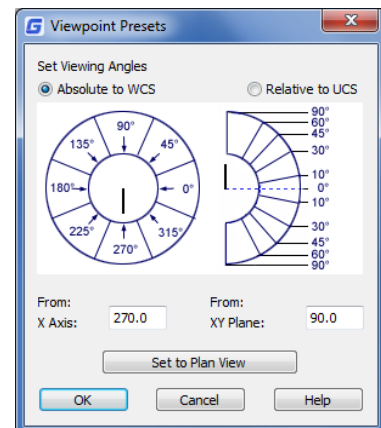 G Viewpoint Presets X
Set Viewing Angles
Absolute to WCS Relative to UCS
90°
135° 45°
180° 0°
225° 315°
270°
90°
60°
45°
30°
10°
0°
10°
30°
45°
60°
90°
From: From:
X Axis: 270.0 XY Plane: 90.0
Set to Plan View
OK Cancel Help